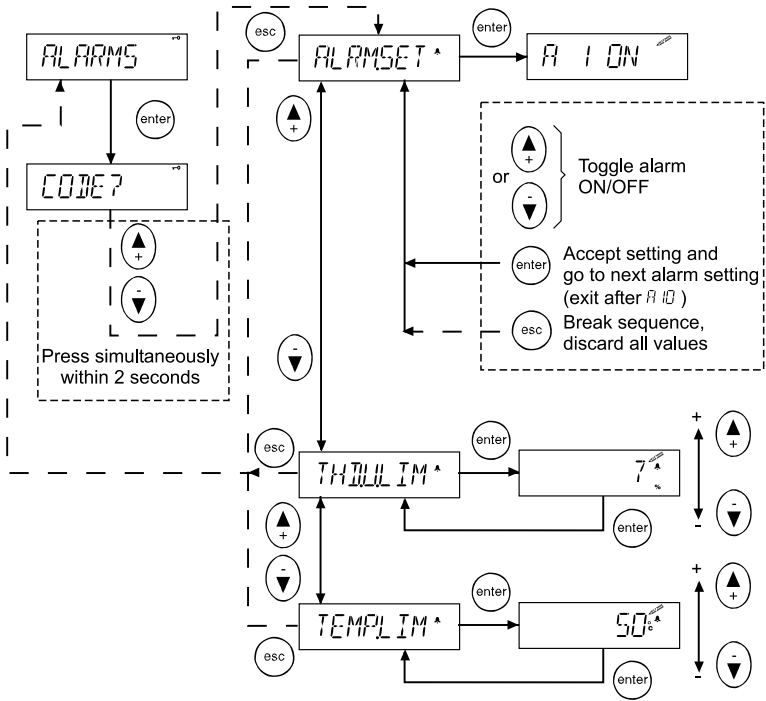 esc
enter
ALARMS
ALRM.SET
A 1 ON
+
enter
CODE?
+
-
Press simultaneously
within 2 seconds
or
+
-
Toggle alarm
ON/OFF
enter
Accept setting and
go to next alarm setting
(exit after A 10 )
esc
Break sequence,
discard all values
-
esc
enter
THD.U.LIM
7
%
+
+
-
-
enter
+
-
enter
TEMP.LIM
50°C
+
+
-
-
esc
enter